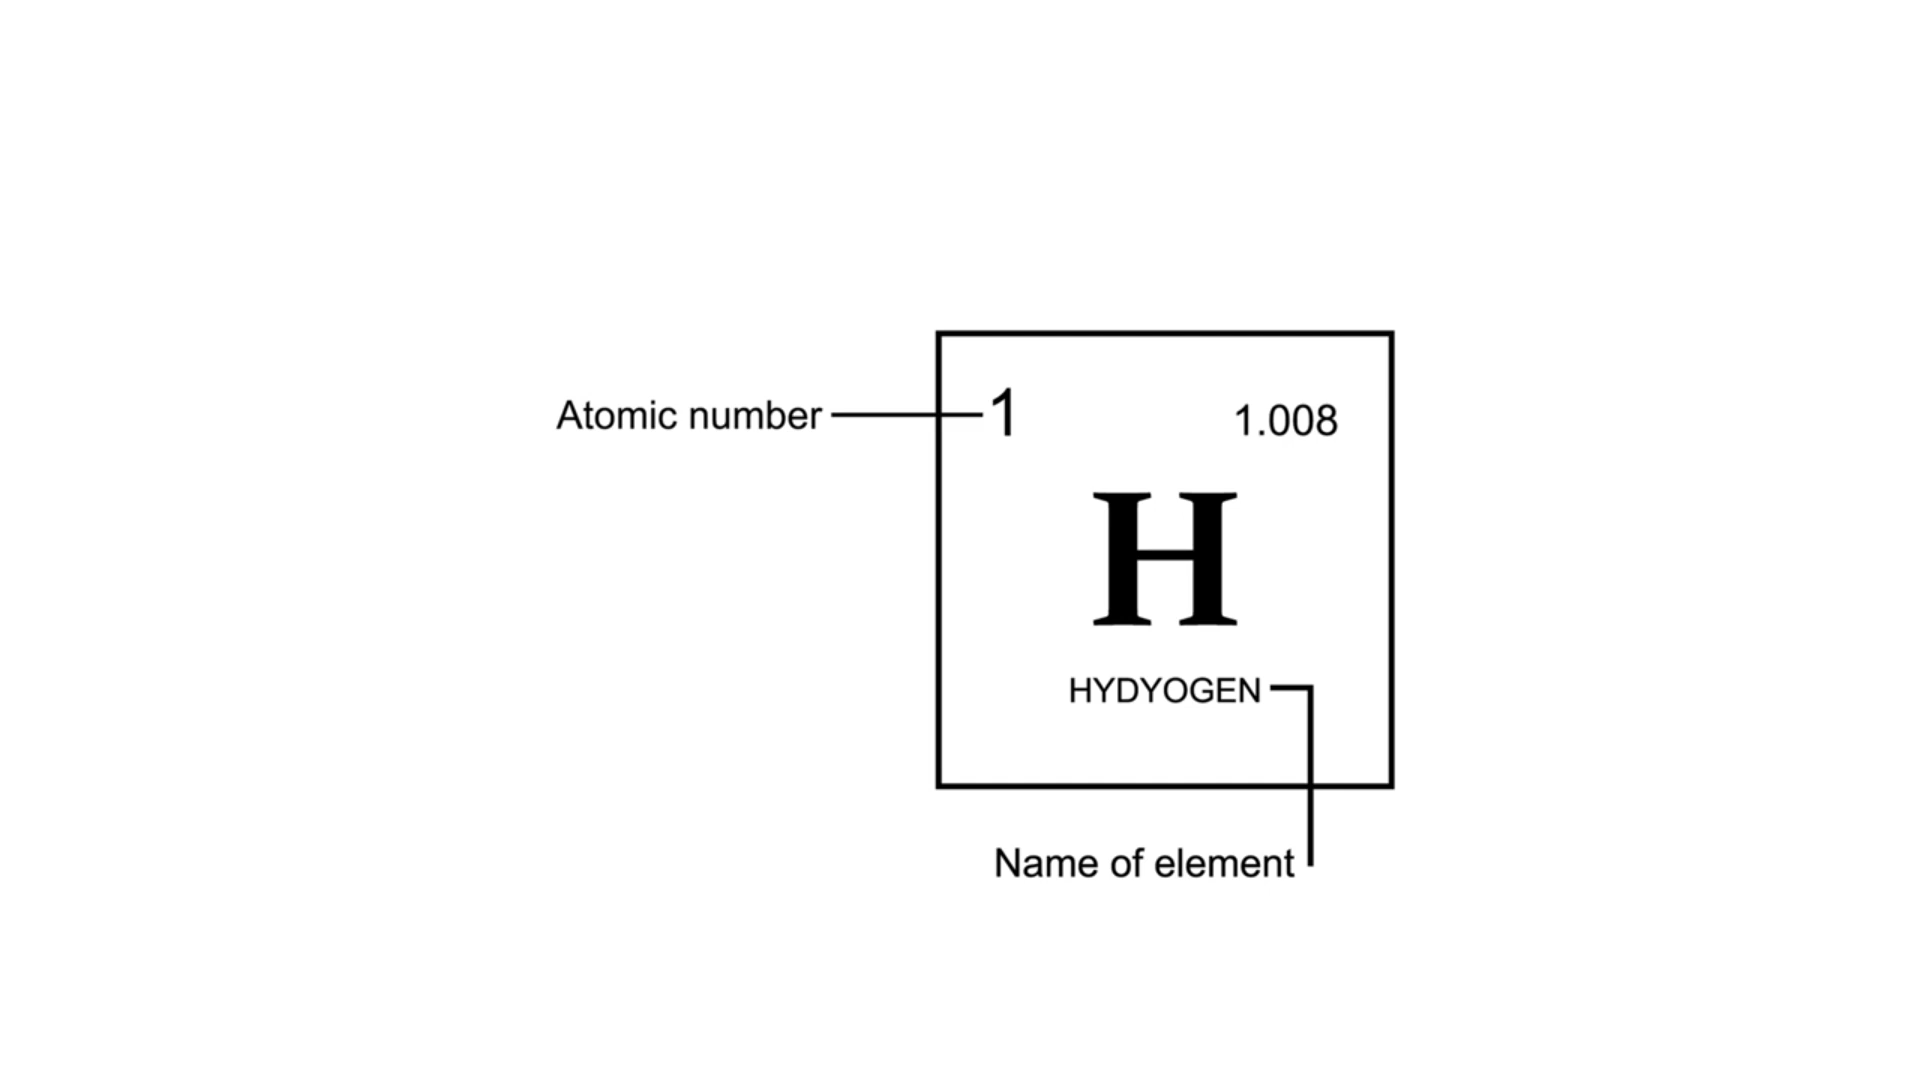 Atomic number
1
1.008
H
HYDYOGEN
Name of element